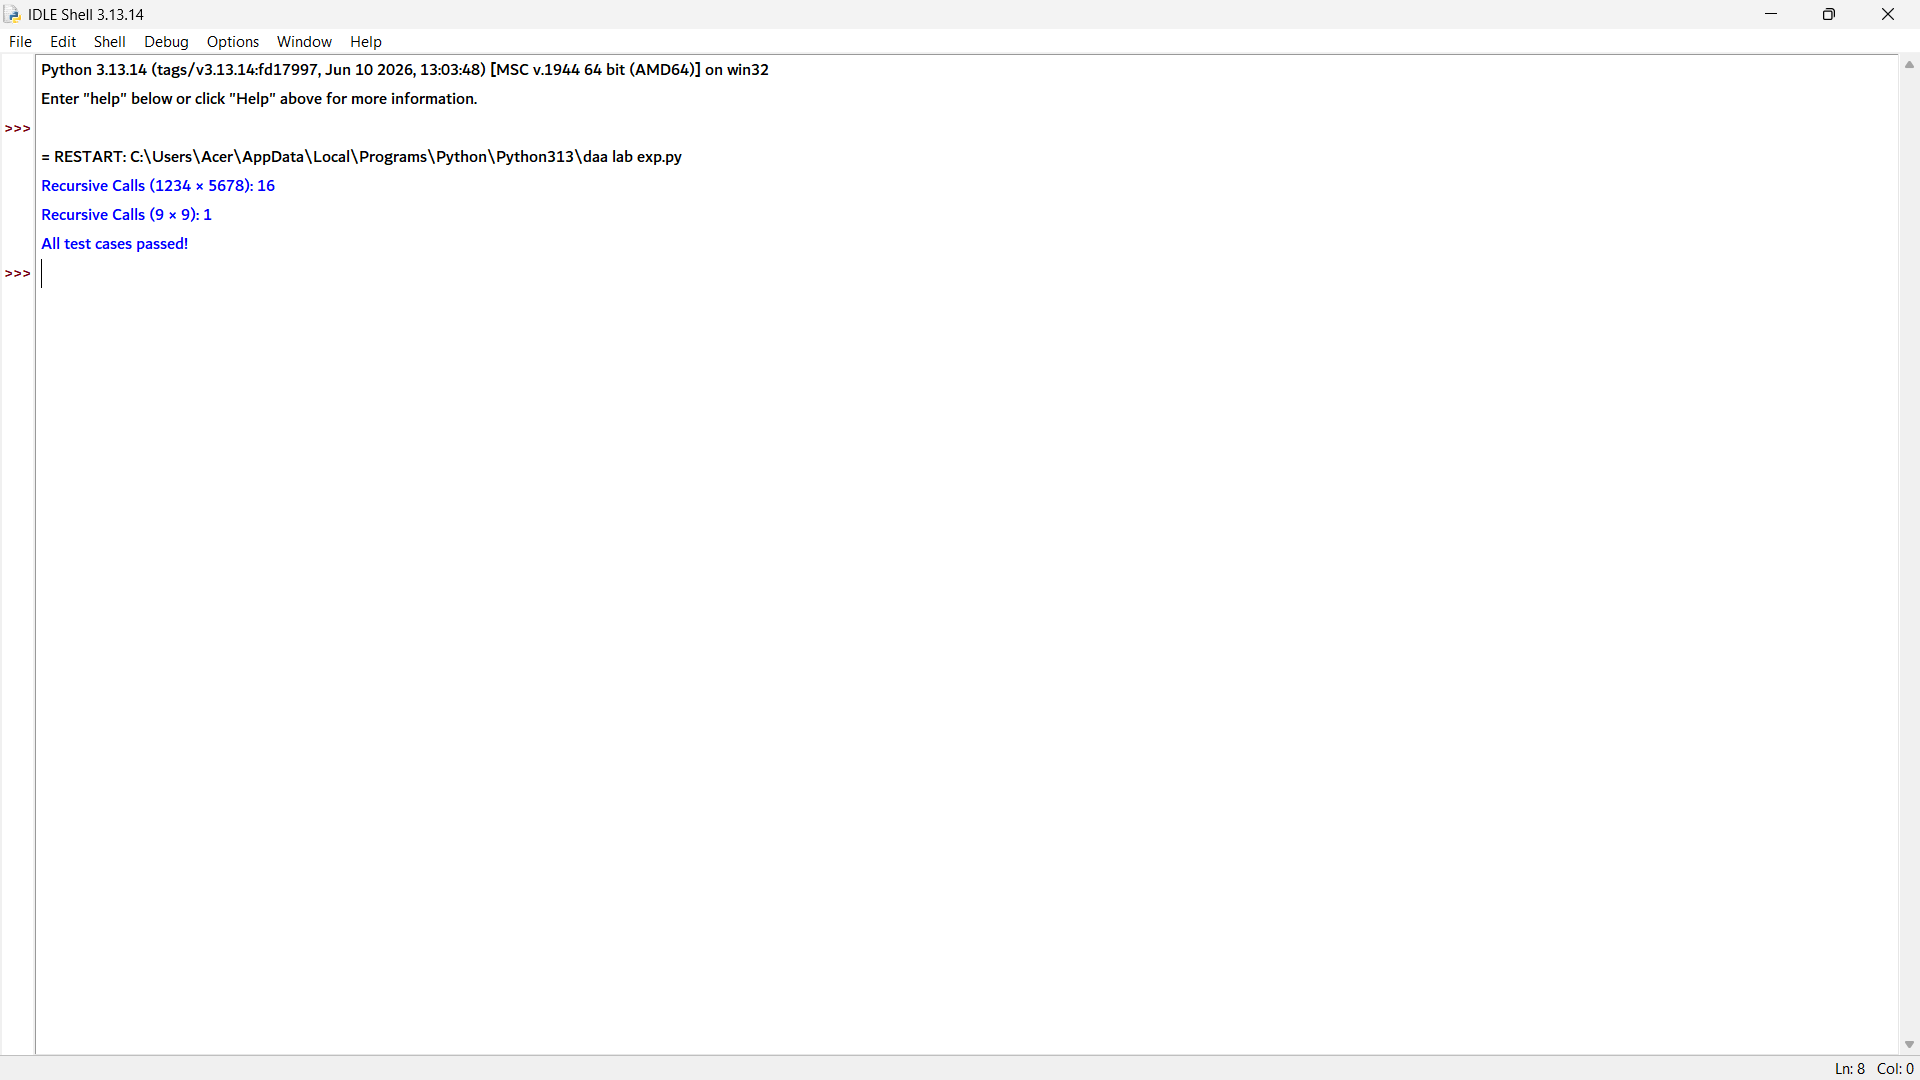 IDLE Shell 3.13.14
File Edit Shell Debug Options Window Help
Python 3.13.14 (tags/v3.13.14:fd17997, Jun 10 2026, 13:03:48) [MSC v.1944 64 bit (AMD64)] on win32
Enter "help" below or click "Help" above for more information.
>>>
= RESTART: C:\Users\Acer\AppData\Local\Programs\Python\Python313\daa lab exp.py
Recursive Calls (1234 × 5678): 16
Recursive Calls (9 × 9): 1
All test cases passed!
>>>
Ln: 8 Col: 0